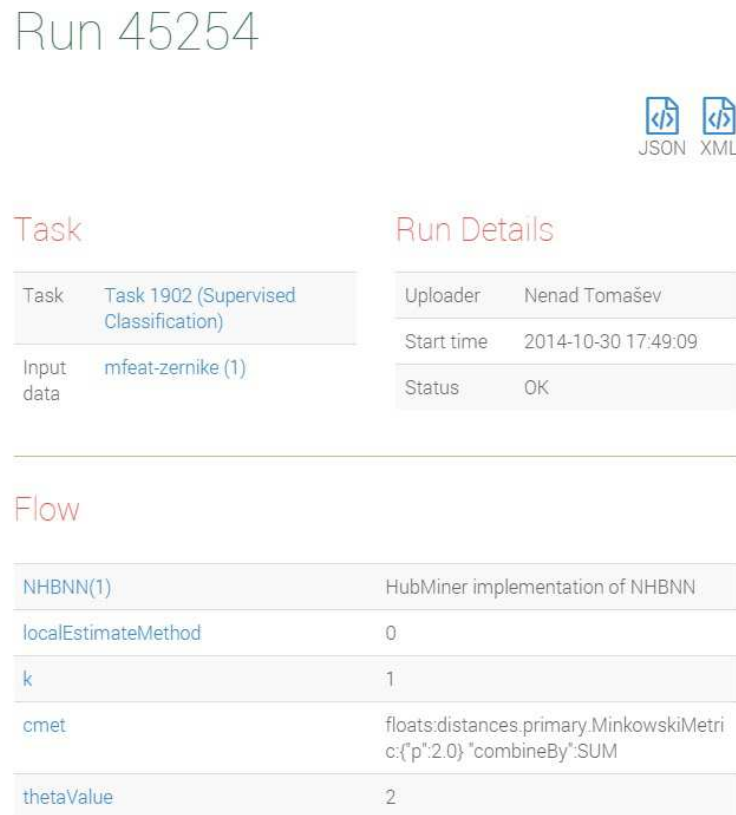 Run 45254
JSON XML
Task
Task Task 1902 (Supervised
Classification)
Input mfeat-zernike (1)
data
Run Details
Uploader Nenad Tomašev
Start time 2014-10-30 17:49:09
Status OK
Flow
NHBNN(1) HubMiner implementation of NHBNN
localEstimateMethod 0
k 1
cmet floats:distances.primary.MinkowskiMetri
c:{"p":2.0} "combineBy":SUM
thetaValue 2